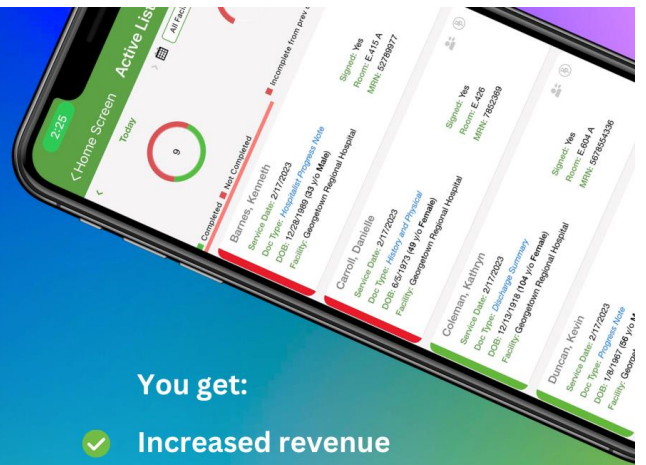 2:25
Home Screen
Active List
All Faci
Today
9
Completed
Not Completed
Incomplete from prev d
Barnes, Kenneth
Service Date: 2/17/2023
Signed: Yes
Doc Type: Hospitalist Progress Note
Room: E.415 A
DOB: 12/28/1989 (33 y/o Male)
MRN: 52789977
Facility: Georgetown Regional Hospital
Carroll, Danielle
Service Date: 2/17/2023
Signed: Yes
Doc Type: History and Physical
Room: E.426
DOB: 6/5/1973 (49 y/o Female)
MRN: 7852369
Facility: Georgetown Regional Hospital
Coleman, Kathryn
Service Date: 2/17/2023
Signed: Yes
Doc Type: Discharge Summary
Room: E.604 A
DOB: 12/13/1918 (104 y/o Female)
MRN: 5678554336
Facility: Georgetown Regional Hospital
Duncan, Kevin
Service Date: 2/17/2023
Doc Type: Progress Note
DOB: 1/8/1967 (56 y/o M
Facility: George
You get:
Increased revenue